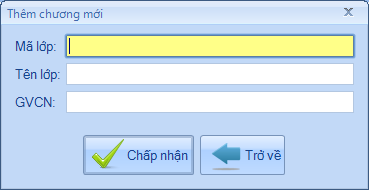 Thêm chương mới
Mã lớp:
Tên lớp:
GVCN:
Chấp nhận
Trở về